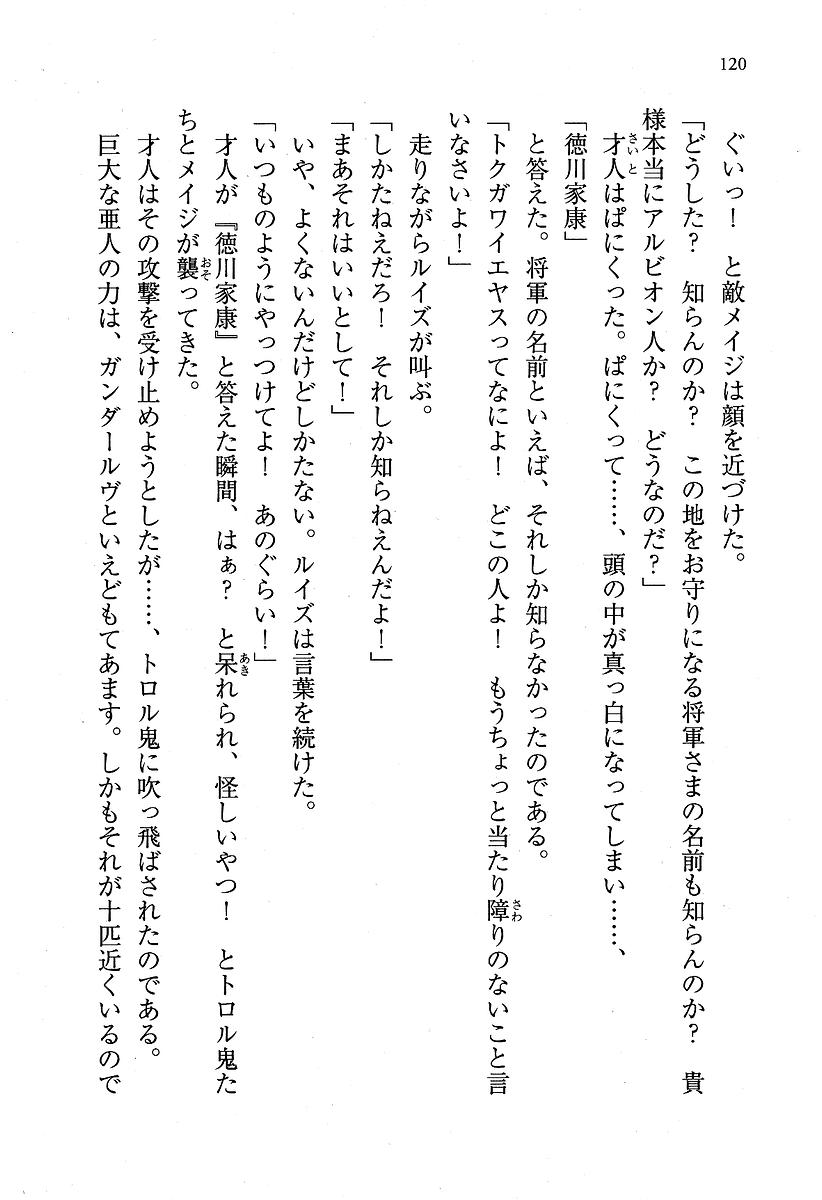 120
ぐいっ！　と敵メイジは顔を近づけた。
「どうした？　知らんのか？　この地をお守りになる将軍さまの名前も知らんのか？　貴
様本当にアルビオン人か？　どうなのだ？」
才人はぱにくった。ぱにくって……、頭の中が真っ白になってしまい……、
「徳川家康」
と答えた。将軍の名前といえば、それしか知らなかったのである。
「トクガワイエヤスってなによ！　どこの人よ！　もうちょっと当たり障りのないこと言
いなさいよ！」
走りながらルイズが叫ぶ。
「しかたねえだろ！　それしか知らねえんだよ！」
「まあそれはいいとして！」
いや、よくないんだけどしかたない。ルイズは言葉を続けた。
「いつものようにやっつけてよ！　あのぐらい！」
才人が『徳川家康』と答えた瞬間、はぁ？　と呆れられ、怪しいやつ！　とトロル鬼た
ちとメイジが襲ってきた。
才人はその攻撃を受け止めようとしたが……、トロル鬼に吹っ飛ばされたのである。
巨大な亜人の力は、ガンダールヴといえどもてあます。しかもそれが十匹近くいるので